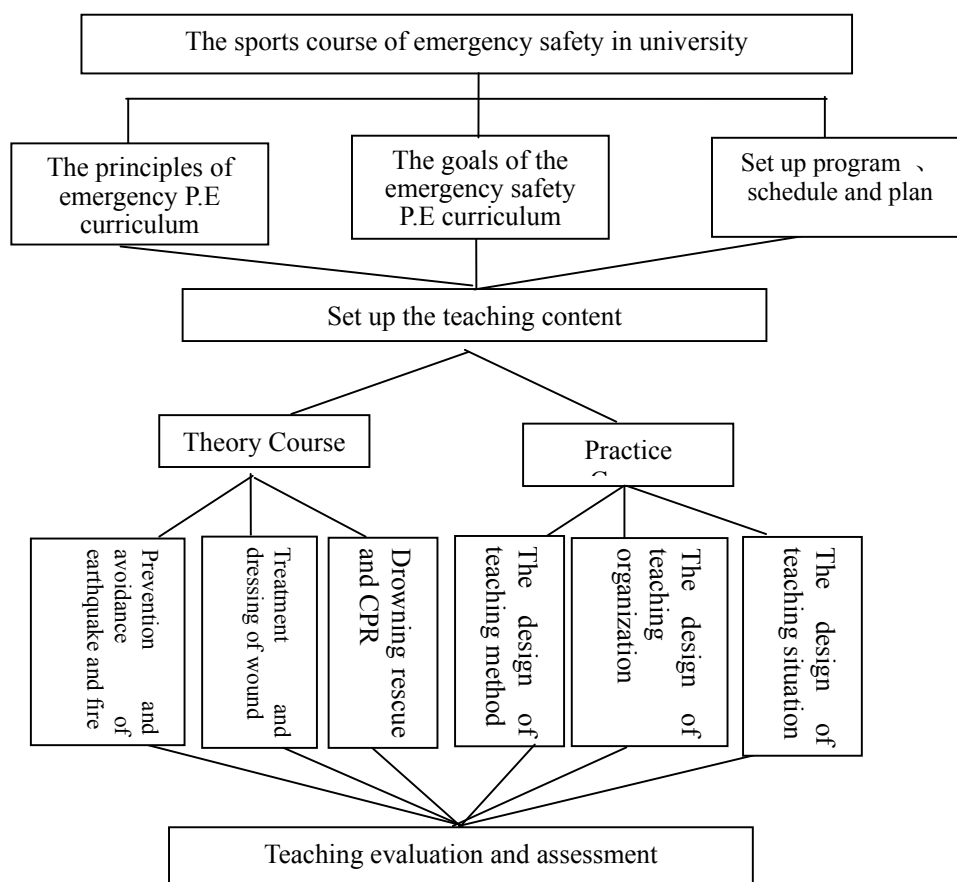 The sports course of emergency safety in university
The principles of
emergency P.E
curriculum
The goals of the
emergency safety
P.E curriculum
Set up program 、
schedule and plan
Set up the teaching content
Theory Course
Practice
Prevention and
avoidance of
earthquake and fire
Treatment and
dressing of wound
Drowning rescue
and CPR
The design of
teaching method
The design of
teaching
organization
The design of
teaching situation
Teaching evaluation and assessment